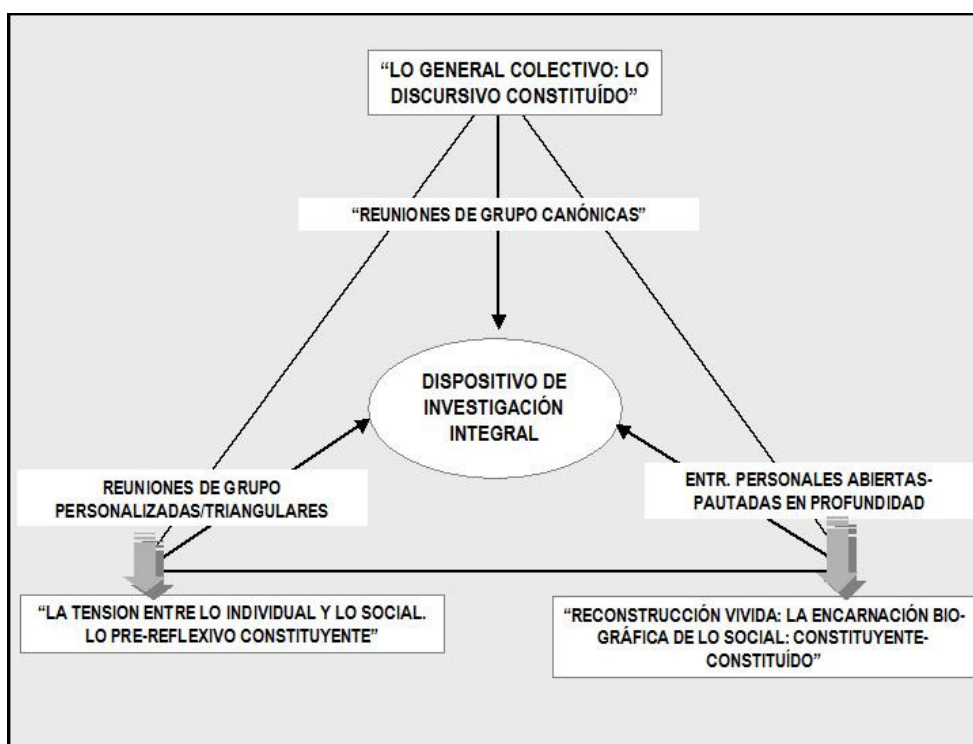 “LO GENERAL COLECTIVO: LO
DISCURSIVO CONSTITUÍDO”
“REUNIONES DE GRUPO CANÓNICAS”
DISPOSITIVO DE
INVESTIGACIÓN
INTEGRAL
REUNIONES DE GRUPO
PERSONALIZADAS/TRIANGULARES
ENTR. PERSONALES ABIERTAS-
PAUTADAS EN PROFUNDIDAD
“LA TENSION ENTRE LO INDIVIDUAL Y LO SOCIAL.
LO PRE-REFLEXIVO CONSTITUYENTE”
“RECONSTRUCCIÓN VIVIDA: LA ENCARNACIÓN BIO-
GRÁFICA DE LO SOCIAL: CONSTITUYENTE-
CONSTITUÍDO”